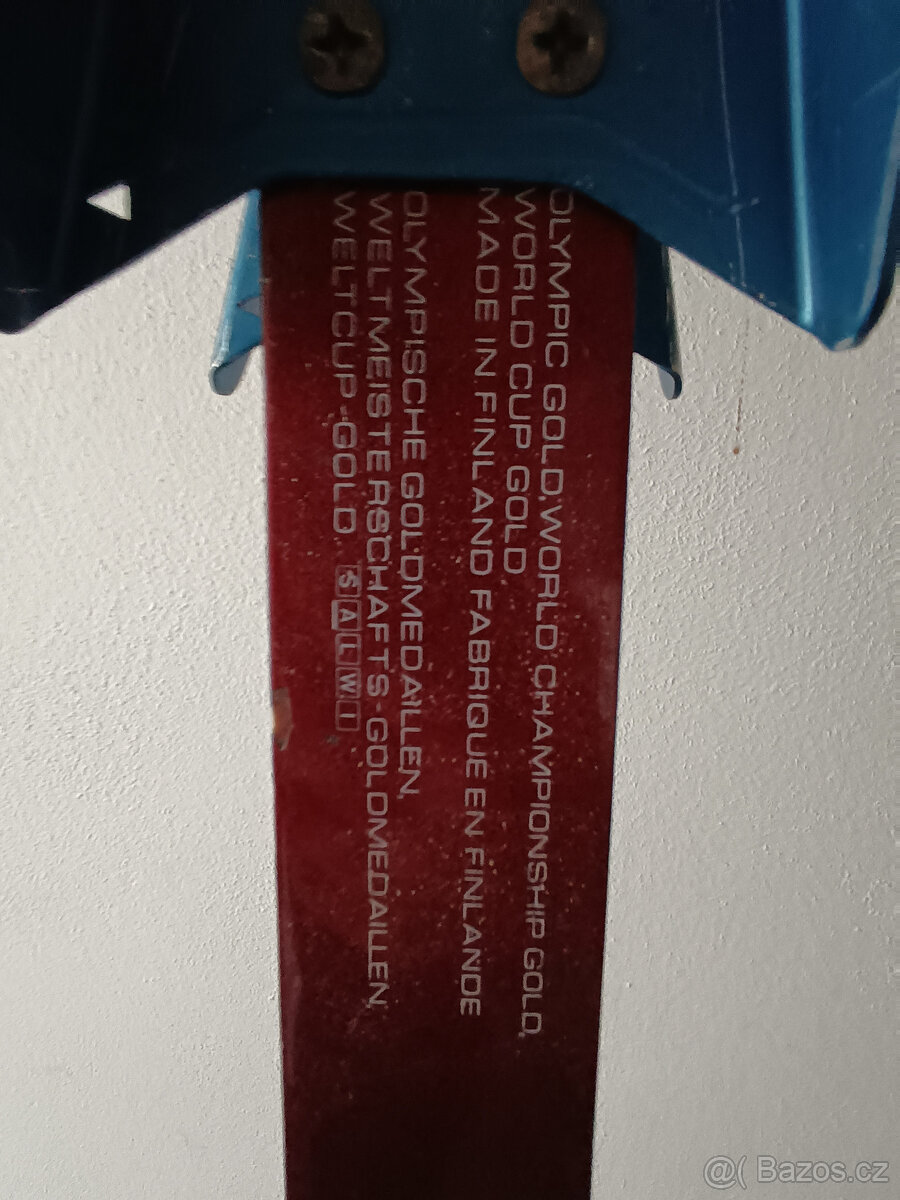 OLYMPIC GOLD, WORLD CHAMPIONSHIP GOLD,
WORLD CUP GOLD
MADE IN FINLAND FABRIQUE EN FINLANDE
OLYMPISCHE GOLDMEDAILLEN,
WELTMEISTERSCHAFTS-GOLDMEDAILLEN,
WELTCUP-GOLD SALWI
@( Bazos.cz